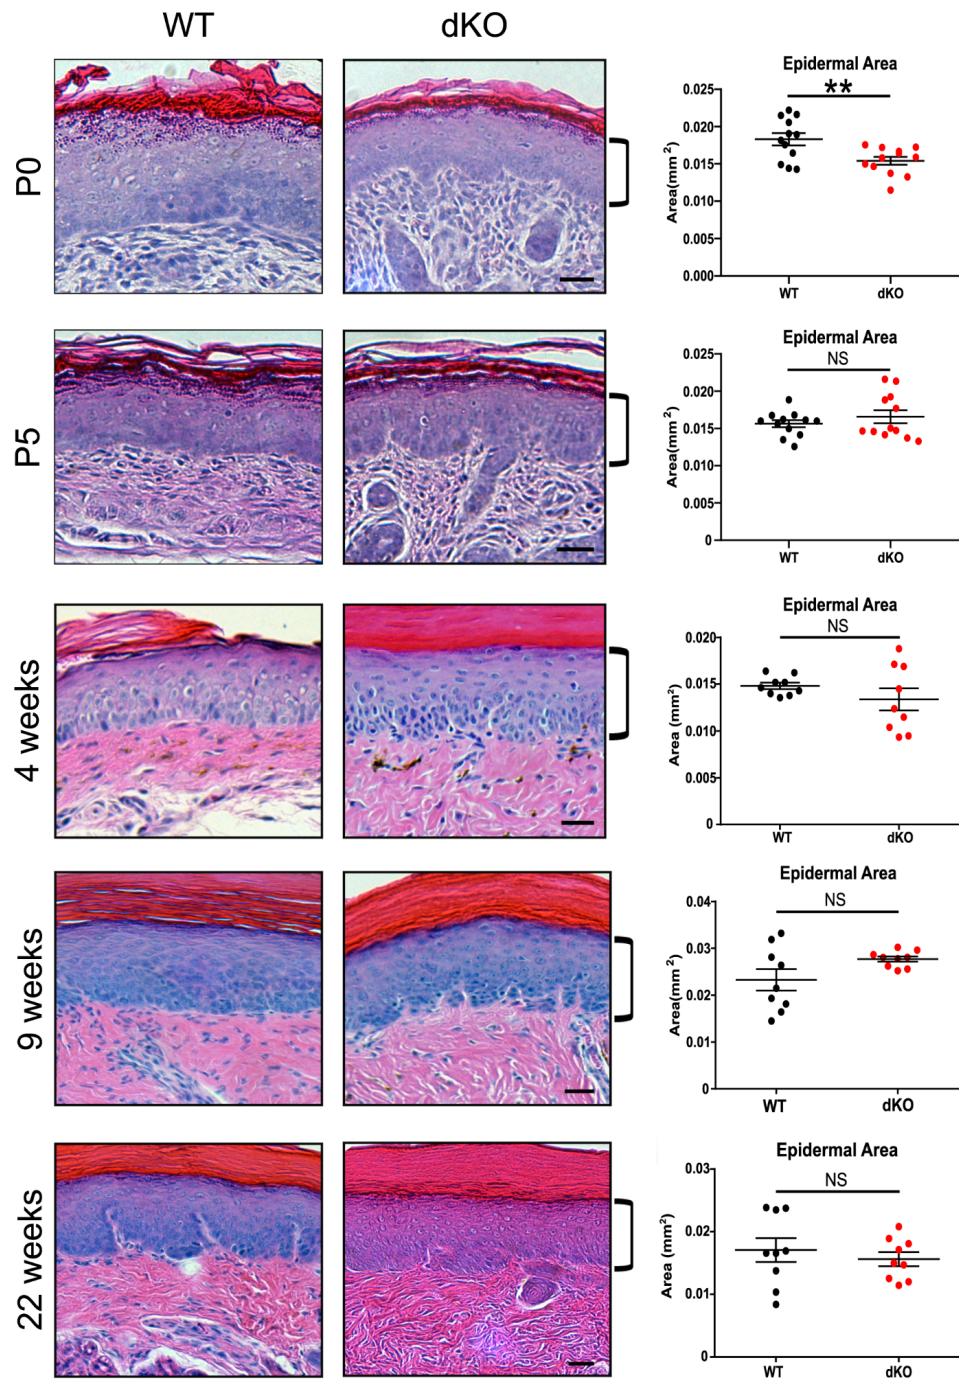 WT dKO
P0
Epidermal Area
**
Area(mm²)
0.025
0.020
0.015
0.010
0.005
0.000
WT dKO
P5
Epidermal Area
NS
Area(mm²)
0.025
0.020
0.015
0.010
0.005
0
WT dKO
4 weeks
Epidermal Area
NS
Area (mm²)
0.020
0.015
0.010
0.005
0
WT dKO
9 weeks
Epidermal Area
NS
Area(mm²)
0.04
0.03
0.02
0.01
0
WT dKO
22 weeks
Epidermal Area
NS
Area (mm²)
0.03
0.02
0.01
0
WT dKO